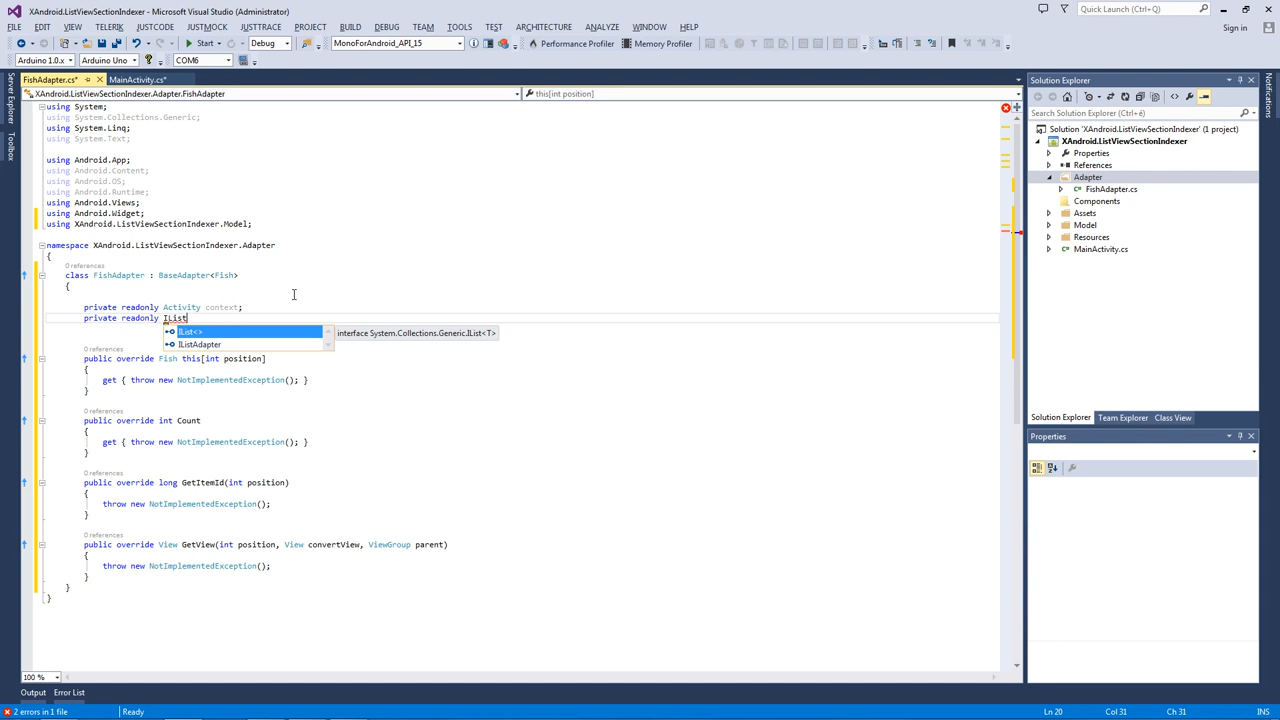 XAndroid.ListViewSectionIndexer - Microsoft Visual Studio (Administrator)
Quick Launch (Ctrl+Q)
FILE EDIT VIEW TELERIK JUSTCODE JUSTMOCK JUSTTRACE PROJECT BUILD DEBUG TEAM TOOLS TEST ARCHITECTURE ANALYZE WINDOW HELP
Sign in
Start Debug MonoForAndroid_API_15 Performance Profiler Memory Profiler
Arduino 1.0.x Arduino Uno COM6
Server Explorer
Toolbox
Notifications
FishAdapter.cs* MainActivity.cs*
XAndroid.ListViewSectionIndexer.Adapter.FishAdapter this[int position]
using System;
using System.Collections.Generic;
using System.Linq;
using System.Text;
using Android.App;
using Android.Content;
using Android.OS;
using Android.Runtime;
using Android.Views;
using Android.Widget;
using XAndroid.ListViewSectionIndexer.Model;
namespace XAndroid.ListViewSectionIndexer.Adapter
{
0 references
class FishAdapter : BaseAdapter<Fish>
{
private readonly Activity context;
private readonly IList
IList<> interface System.Collections.Generic.IList<T>
IListAdapter
0 references
public override Fish this[int position]
{
get { throw new NotImplementedException(); }
}
0 references
public override int Count
{
get { throw new NotImplementedException(); }
}
0 references
public override long GetItemId(int position)
{
throw new NotImplementedException();
}
0 references
public override View GetView(int position, View convertView, ViewGroup parent)
{
throw new NotImplementedException();
}
}
}
100 %
Solution Explorer
Search Solution Explorer (Ctrl+é)
Solution 'XAndroid.ListViewSectionIndexer' (1 project)
XAndroid.ListViewSectionIndexer
Properties
References
Adapter
FishAdapter.cs
Components
Assets
Model
Resources
MainActivity.cs
Solution Explorer Team Explorer Class View
Properties
Output Error List
2 errors in 1 file Ready Ln 20 Col 31 Ch 31 INS